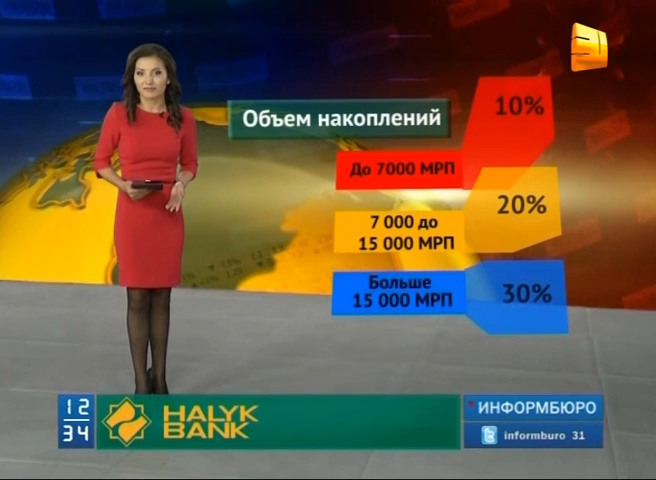 31
Объем накоплений
10%
До 7000 МРП
20%
7 000 до
15 000 МРП
Больше
15 000 МРП
30%
12
34
HALYK
BANK
ИНФОРМБЮРО
informburo 31